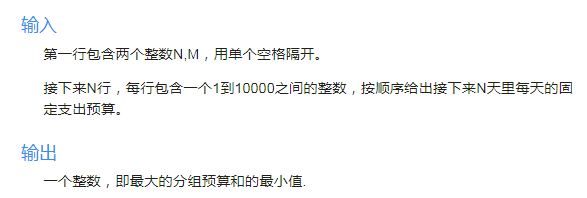 输入
第一行包含两个整数N,M，用单个空格隔开。
接下来N行，每行包含一个1到10000之间的整数，按顺序给出接下来N天里每天的固
定支出预算。
输出
一个整数，即最大的分组预算和的最小值.